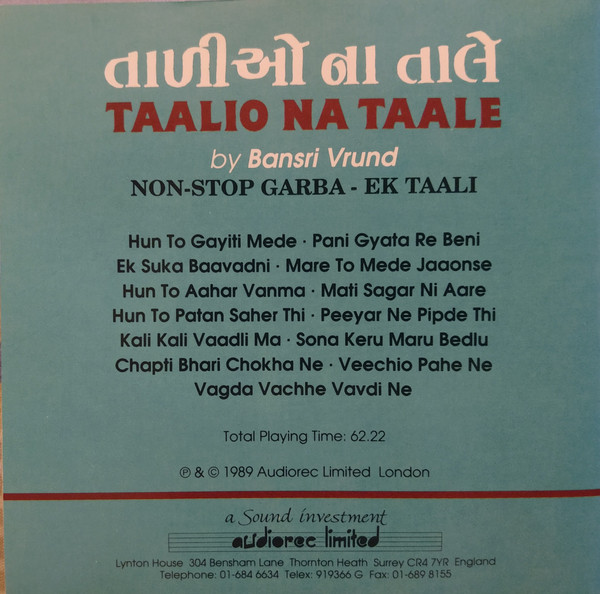 તાળીઓ ના તાલે
TAALIO NA TAALE
by Bansri Vrund
NON-STOP GARBA - EK TAALI
Hun To Gayiti Mede · Pani Gyata Re Beni
Ek Suka Baavadni · Mare To Mede Jaaonse
Hun To Aahar Vanma · Mati Sagar Ni Aare
Hun To Patan Saher Thi · Peeyar Ne Pipde Thi
Kali Kali Vaadli Ma · Sona Keru Maru Bedlu
Chapti Bhari Chokha Ne · Veechio Pahe Ne
Vagda Vachhe Vavdi Ne
Total Playing Time: 62.22
℗ & © 1989 Audiorec Limited London
a Sound investment
audiorec limited
Lynton House 304 Bensham Lane Thornton Heath Surrey CR4 7YR England
Telephone: 01-684 6634 Telex: 919366 G Fax: 01-689 8155